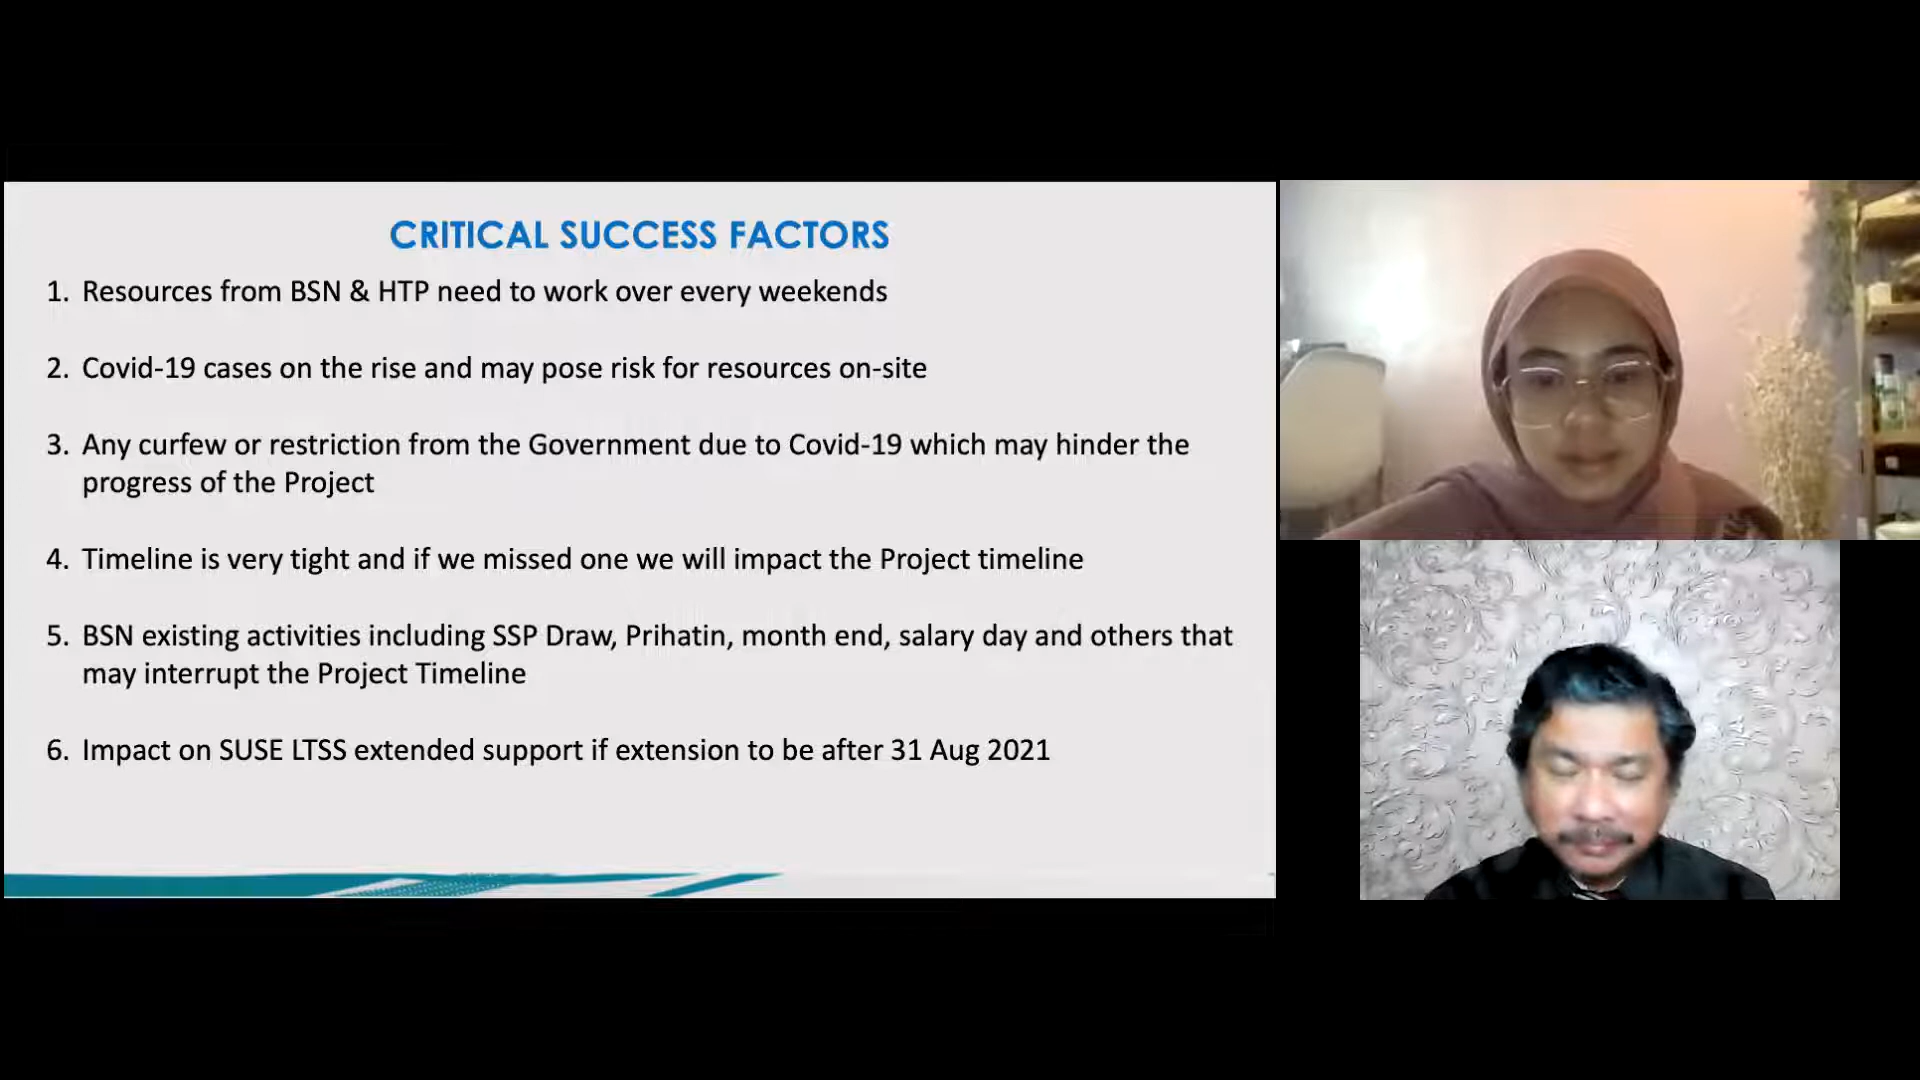 CRITICAL SUCCESS FACTORS
1. Resources from BSN & HTP need to work over every weekends
2. Covid-19 cases on the rise and may pose risk for resources on-site
3. Any curfew or restriction from the Government due to Covid-19 which may hinder the
progress of the Project
4. Timeline is very tight and if we missed one we will impact the Project timeline
5. BSN existing activities including SSP Draw, Prihatin, month end, salary day and others that
may interrupt the Project Timeline
6. Impact on SUSE LTSS extended support if extension to be after 31 Aug 2021